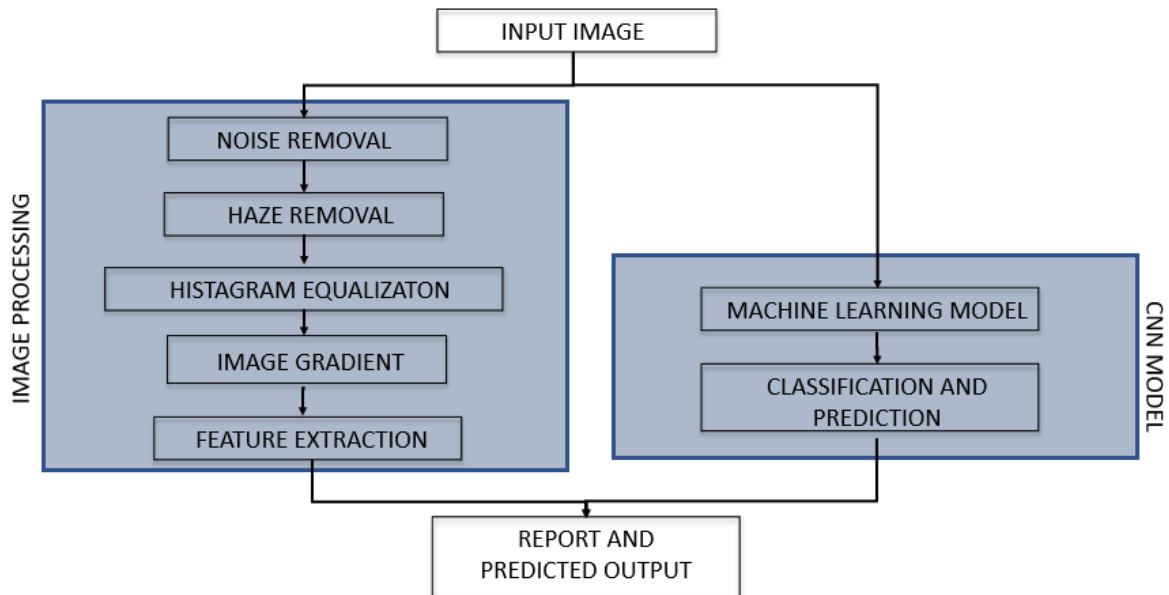 INPUT IMAGE
IMAGE PROCESSING
NOISE REMOVAL
HAZE REMOVAL
HISTAGRAM EQUALIZATON
IMAGE GRADIENT
FEATURE EXTRACTION
MACHINE LEARNING MODEL
CLASSIFICATION AND
PREDICTION
CNN MODEL
REPORT AND
PREDICTED OUTPUT